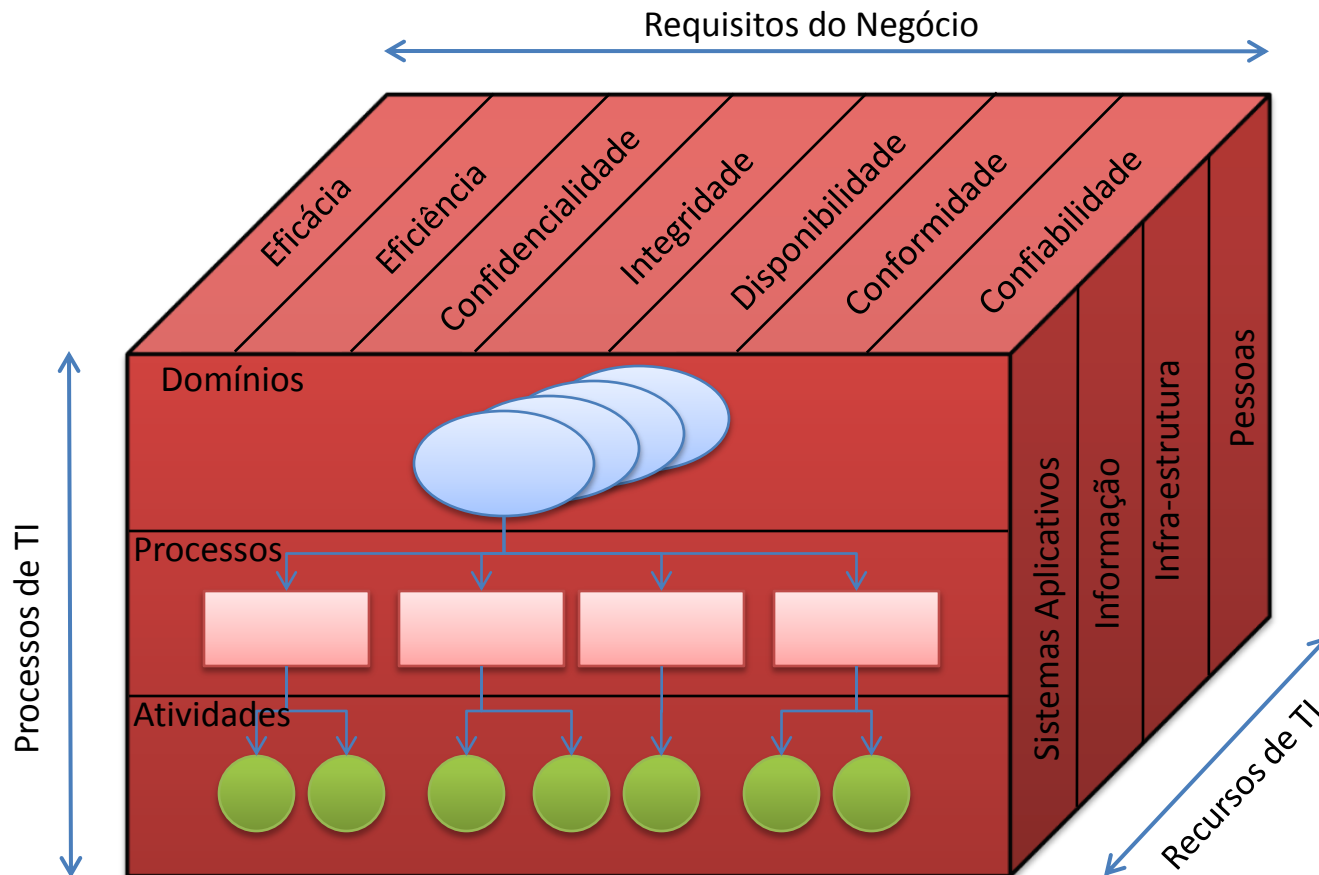 Requisitos do Negócio
Eficácia
Eficiência
Confidencialidade
Integridade
Disponibilidade
Conformidade
Confiabilidade
Domínios
Processos
Atividades
Processos de TI
Sistemas Aplicativos
Informação
Infra-estrutura
Pessoas
Recursos de TI